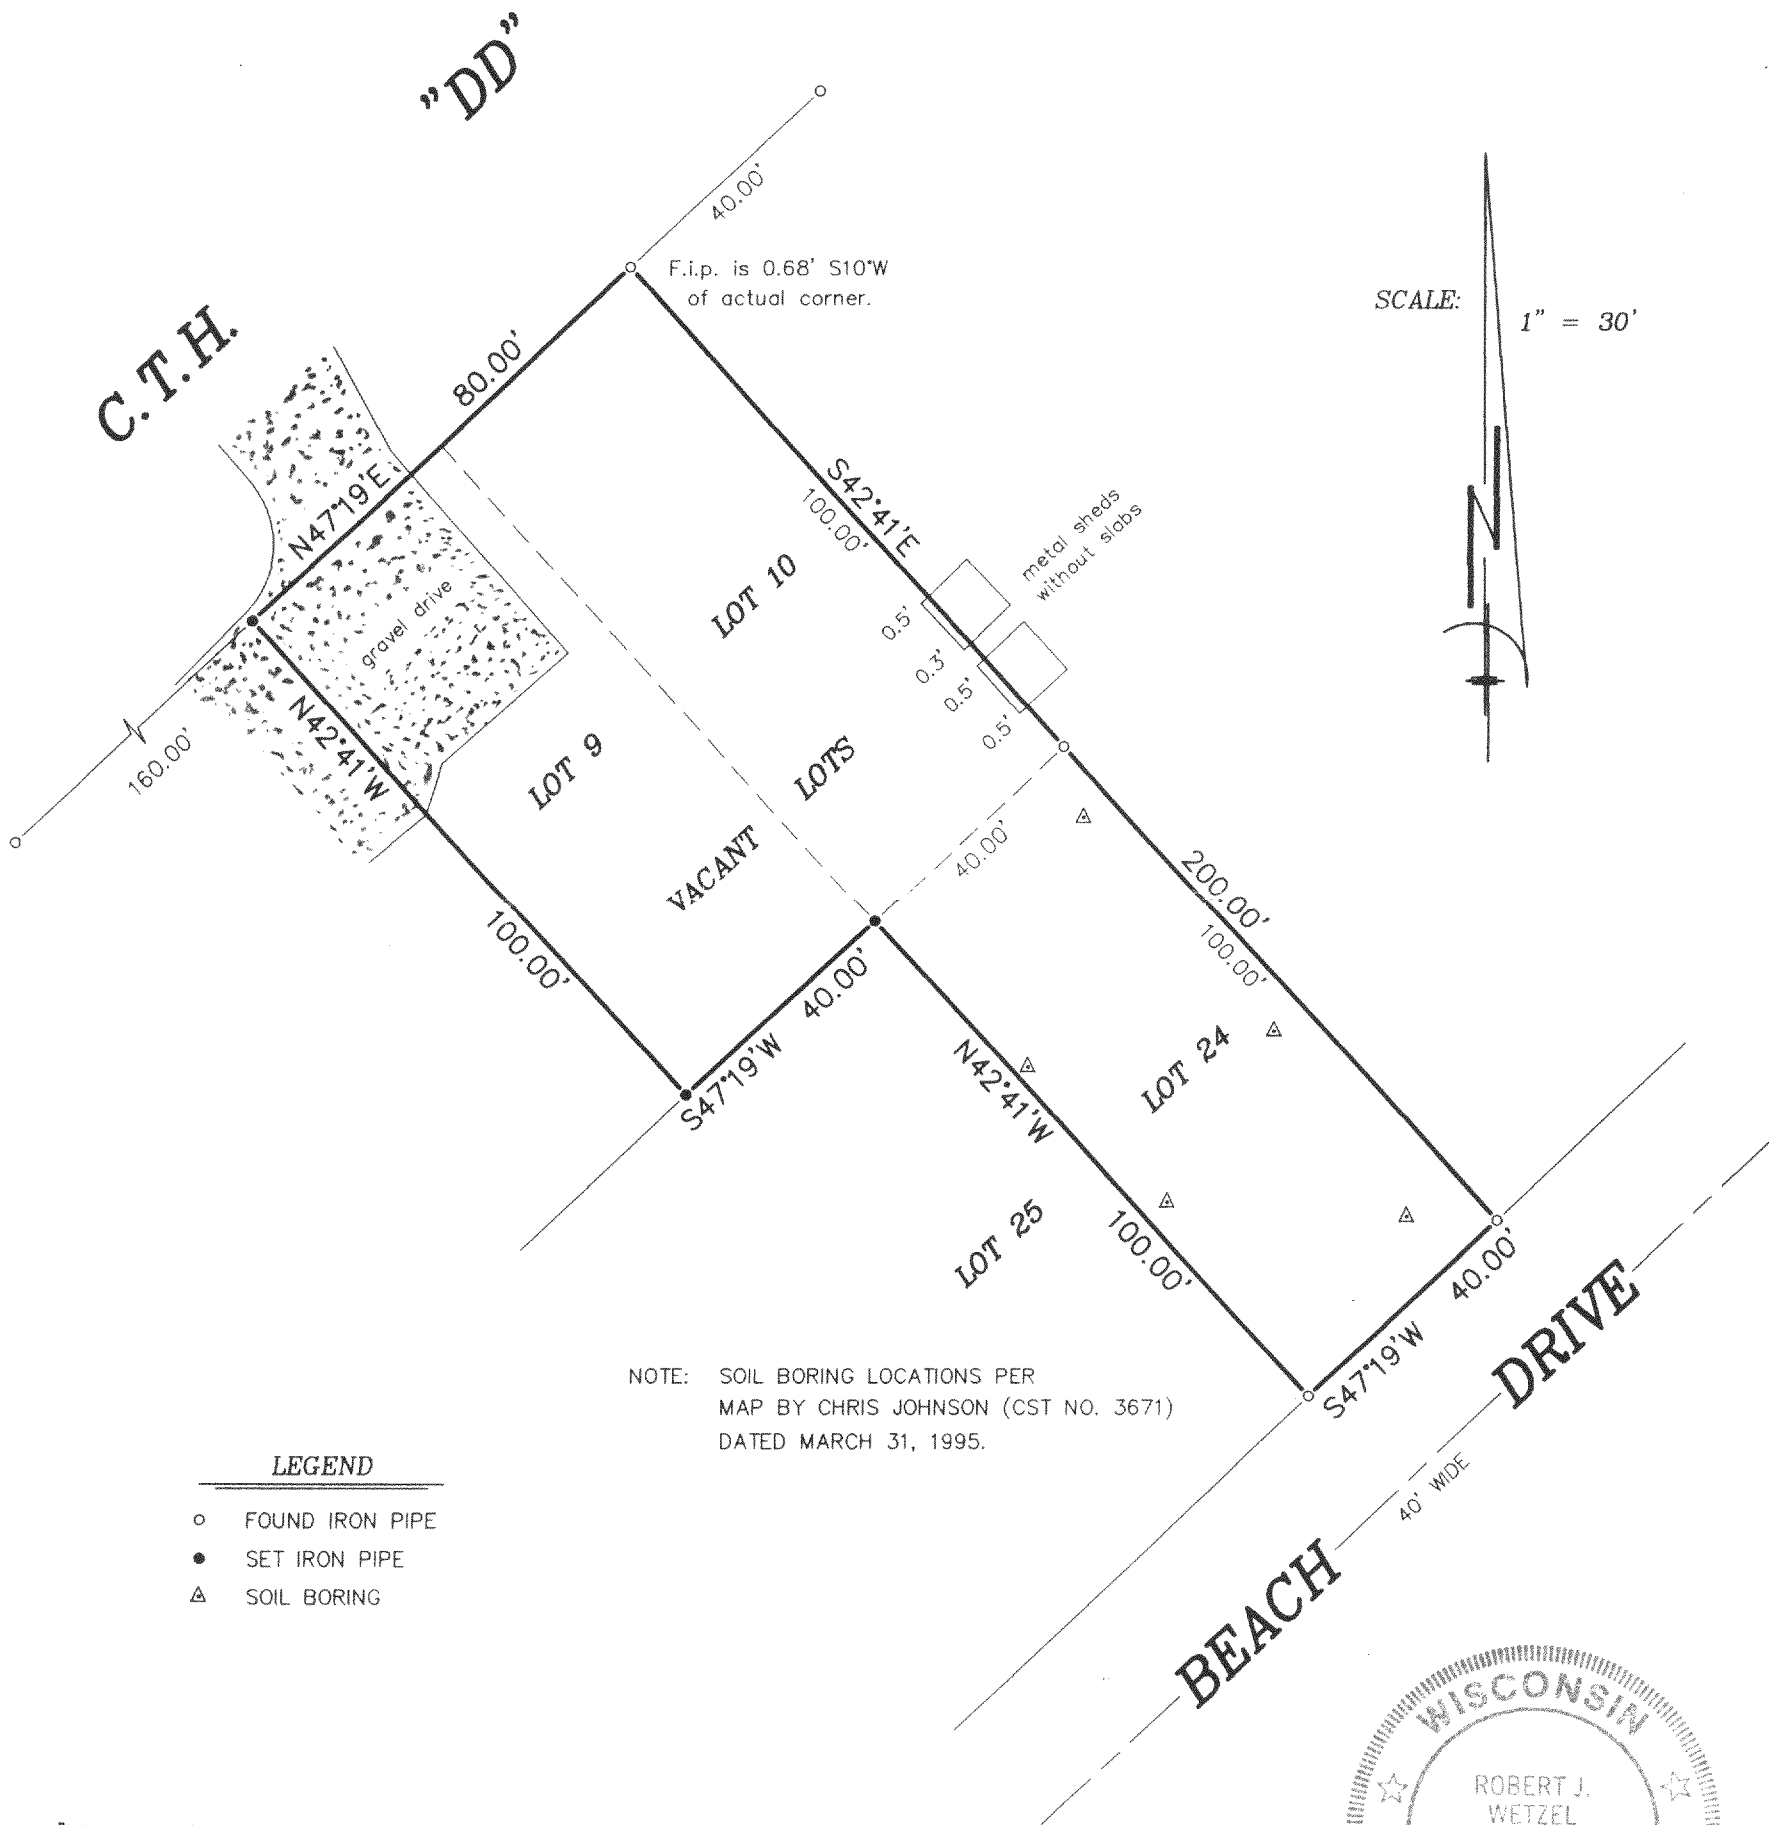 "DD"
C.T.H.
40.00'
F.i.p. is 0.68' S10°W
of actual corner.
SCALE:
1" = 30'
N
80.00'
N47°19'E
S42°41'E
100.00'
metal sheds
without slabs
LOT 10
0.5'
0.3'
0.5'
0.5'
gravel drive
N42°41'W
160.00'
LOT 9
LOTS
VACANT
40.00'
200.00'
100.00'
100.00'
40.00'
S47°19'W
N42°41'W
LOT 24
LOT 25
100.00'
40.00'
S47°19'W
DRIVE
BEACH
40' WIDE
NOTE: SOIL BORING LOCATIONS PER
MAP BY CHRIS JOHNSON (CST NO. 3671)
DATED MARCH 31, 1995.
LEGEND
FOUND IRON PIPE
SET IRON PIPE
SOIL BORING
WISCONSIN
ROBERT J.
WETZEL